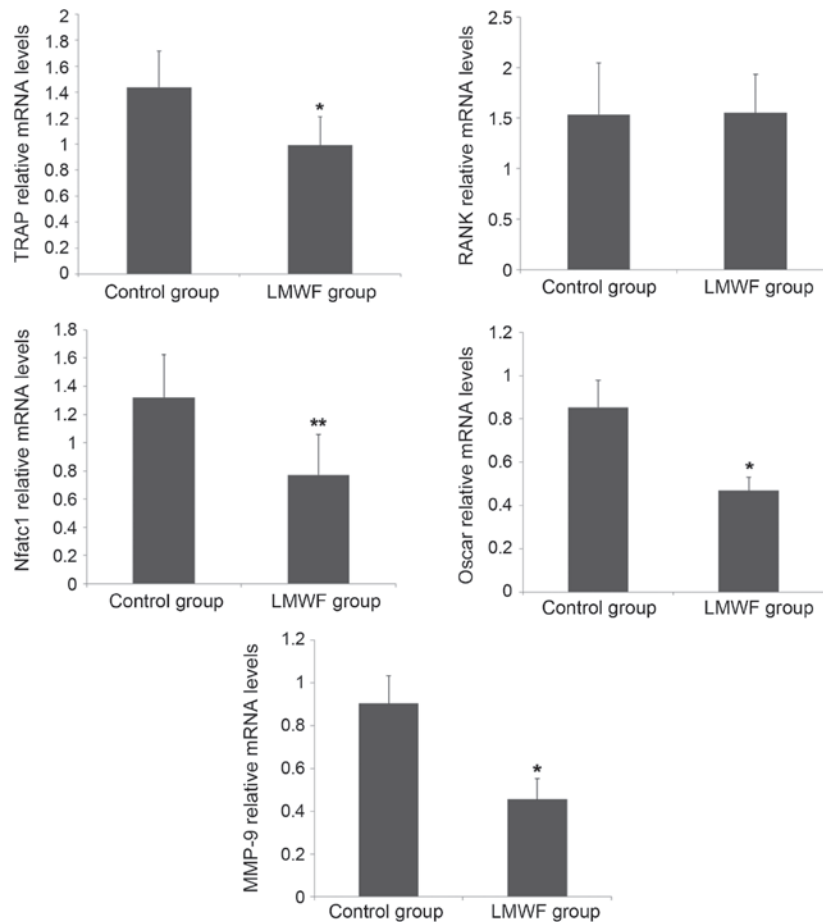 TRAP relative mRNA levels
2
1.8
1.6
1.4
1.2
1
0.8
0.6
0.4
0.2
0
*
Control group
LMWF group
RANK relative mRNA levels
2.5
2
1.5
1
1.5
0
Control group
LMWF group
Nfatc1 relative mRNA levels
1.8
1.6
1.4
1.2
0.8
0.6
0.4
0.2
0
**
Control group
LMWF group
Oscar relative mRNA levels
1.2
1
0.8
0.6
0.4
0.2
0
*
Control group
LMWF group
MMP-9 relative mRNA levels
1.2
1
0.8
0.6
0.4
0.2
0
*
Control group
LMWF group